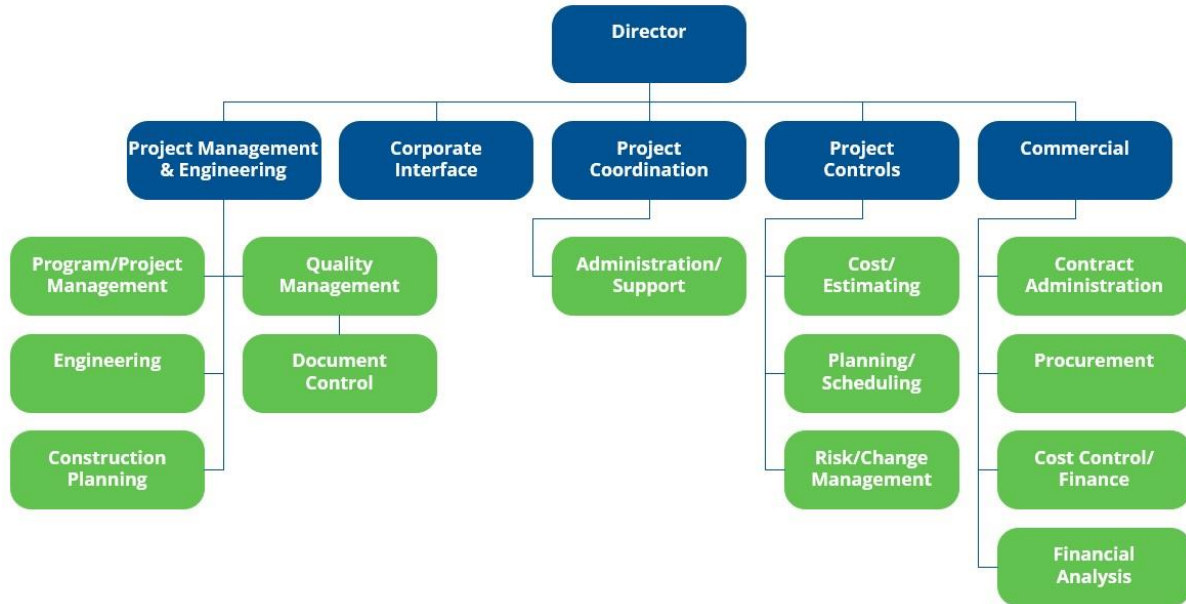 Director
Project Management
& Engineering
Corporate
Interface
Project
Coordination
Project
Controls
Commercial
Program/Project
Management
Quality
Management
Administration/
Support
Cost/
Estimating
Contract
Administration
Engineering
Document
Control
Planning/
Scheduling
Procurement
Construction
Planning
Risk/Change
Management
Cost Control/
Finance
Financial
Analysis